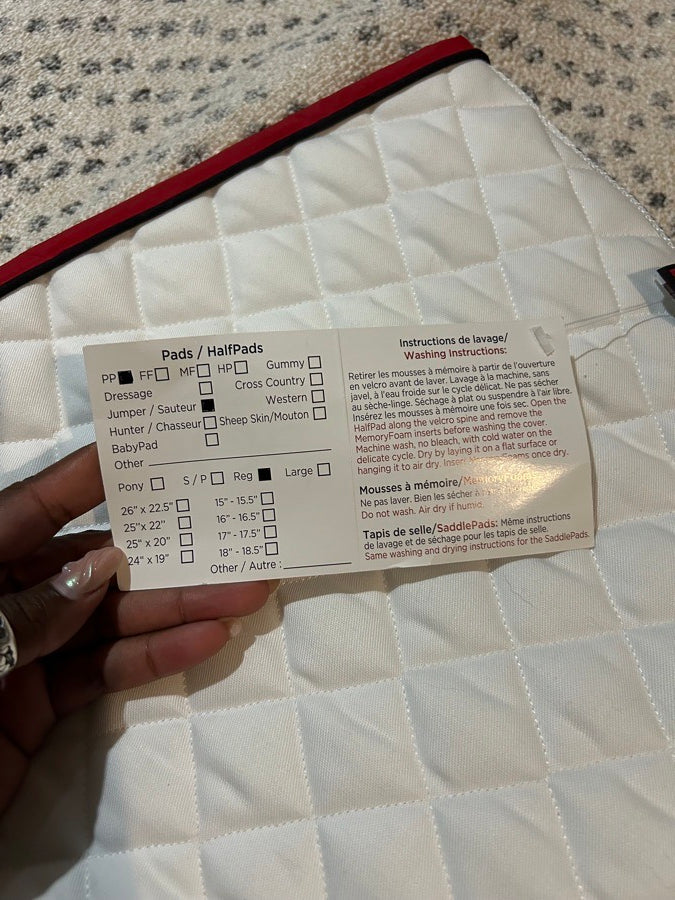 Pads / HalfPads
PP ■ FF □ MF □ HP □ Gummy □
Dressage □ Cross Country □
Jumper / Sauteur ■ Western □
Hunter / Chasseur □ Sheep Skin/Mouton □
BabyPad □
Other
Pony □ S / P □ Reg ■ Large □
26" x 22.5" □ 15" - 15.5" □
25"x 22" □ 16" - 16.5" □
25" x 20" □ 17" - 17.5" □
24" x 19" □ 18" - 18.5" □
Other / Autre :
Instructions de lavage/
Washing Instructions:
Retirer les mousses à mémoire à partir de l'ouverture
en velcro avant de laver. Lavage à la machine, sans
javel, à l'eau froide sur le cycle délicat. Ne pas sécher
au sèche-linge. Séchage à plat ou suspendre à l'air libre.
Insérez les mousses à mémoire une fois sec. Open the
HalfPad along the velcro spine and remove the
MemoryFoam inserts before washing the cover.
Machine wash, no bleach, with cold water on the
delicate cycle. Dry by laying it on a flat surface or
hanging it to air dry. Insert Foams once dry.
Mousses à mémoire/MemoryFoam
Ne pas laver. Bien les sécher à
Do not wash. Air dry if humid.
Tapis de selle/SaddlePads: Même instructions
de lavage et de séchage pour les tapis de selle.
Same washing and drying instructions for the SaddlePads.